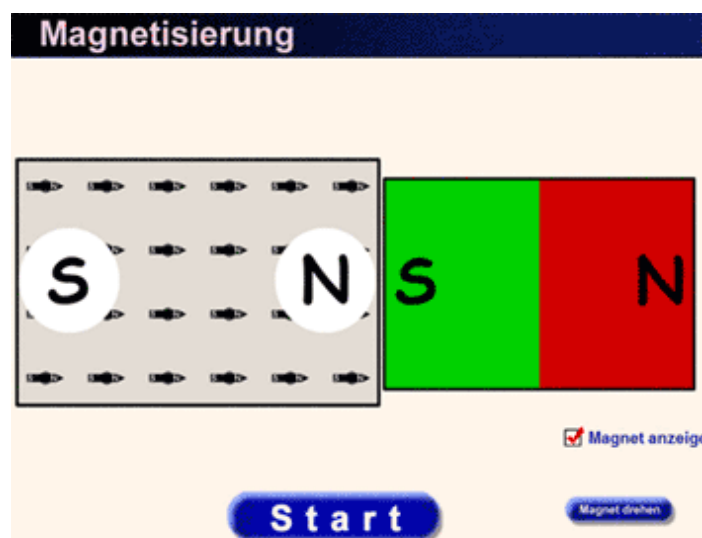 Magnetisierung
S N S N
Magnet anzeige
Start
Magnet drehen